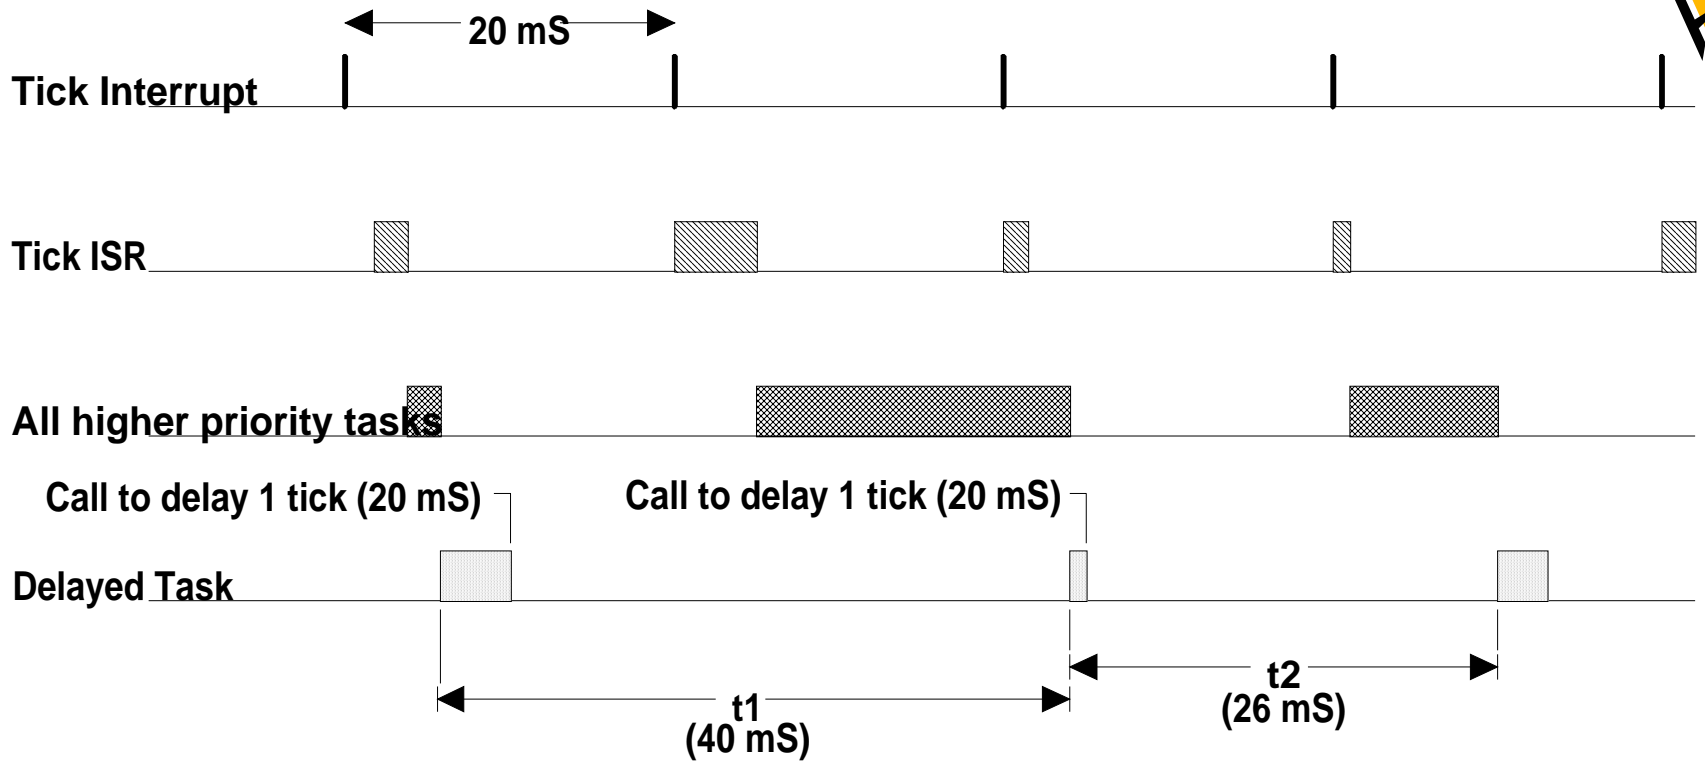 20 mS
Tick Interrupt
Tick ISR
All higher priority tasks
Call to delay 1 tick (20 mS)
Call to delay 1 tick (20 mS)
Delayed Task
t1
(40 mS)
t2
(26 mS)